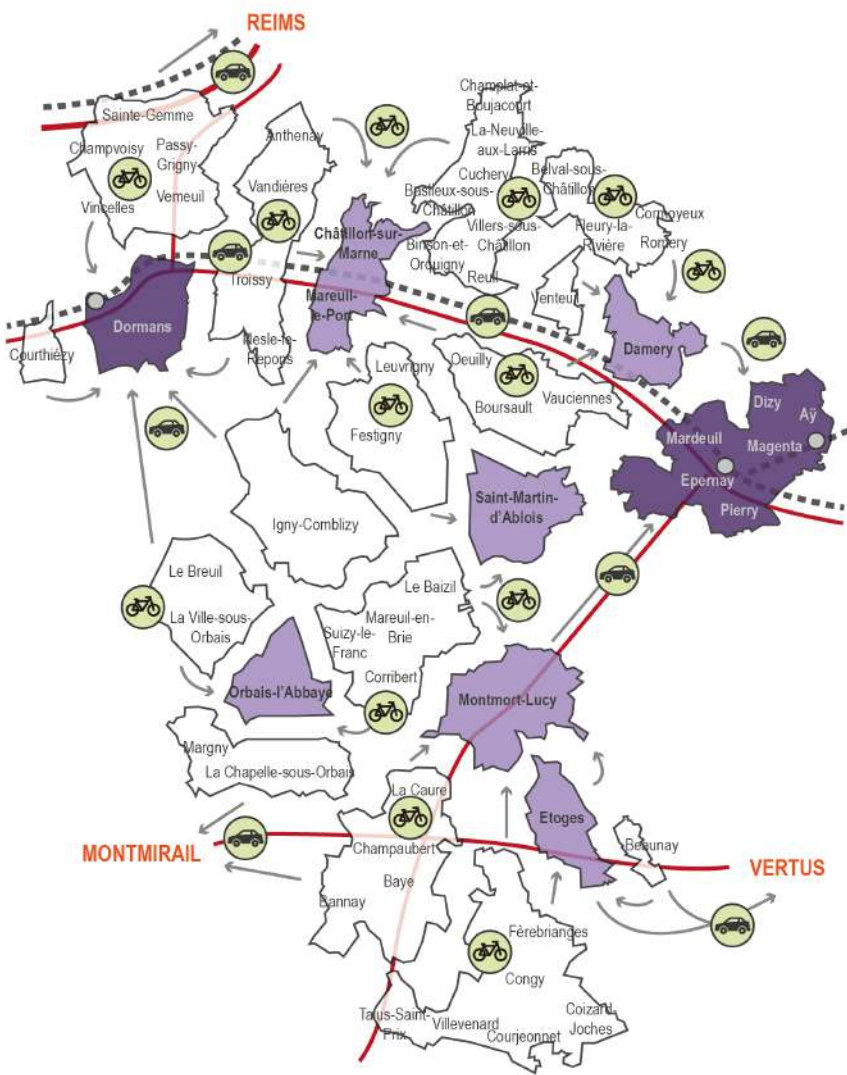 REIMS
Sainte-Gemme
Champvoisy
Passy-
Grigny
Verneuil
Vincelles
Anthenay
Vandières
Champlat-et-
Boujacourt
La-Neuville-
aux-Larris
Cuchery
Baslieux-sous-
Châtillon
Binson-et-
Orquigny
Villers-sous-
Châtillon
Reuil
Belval-sous-
Châtillon
Fleury-la-
Rivière
Cormoyeux
Romery
Venteuil
Châtillon-sur-
Marne
Mareuil-
le-Port
Troissy
Nesle-le-
Repons
Dormans
Courthiézy
Damery
Leuvrigny
Festigny
Oeuilly
Boursault
Vauciennes
Dizy
Aÿ
Mardeuil
Magenta
Epernay
Pierry
Igny-Comblizy
Saint-Martin-
d'Ablois
Le Breuil
La Ville-sous-
Orbais
Le Baizil
Mareuil-en-
Brie
Suizy-le-
Franc
Corribert
Orbais-l'Abbaye
Montmort-Lucy
Margny
La Chapelle-sous-Orbais
La Caure
Etoges
MONTMIRAIL
Champaubert
Baye
Bannay
Beaunay
VERTUS
Fèrebrianges
Congy
Talus-Saint-
Prix
Villevenard
Courjeonnet
Coizard-
Joches